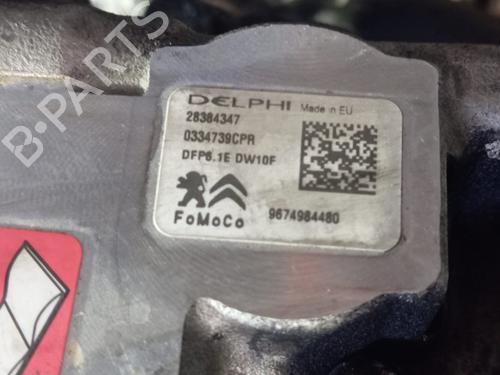 DELPHI Made in EU
28384347
0334739CPR
DFP6.1E DW10F
FoMoCo 9674984480
B-PARTS